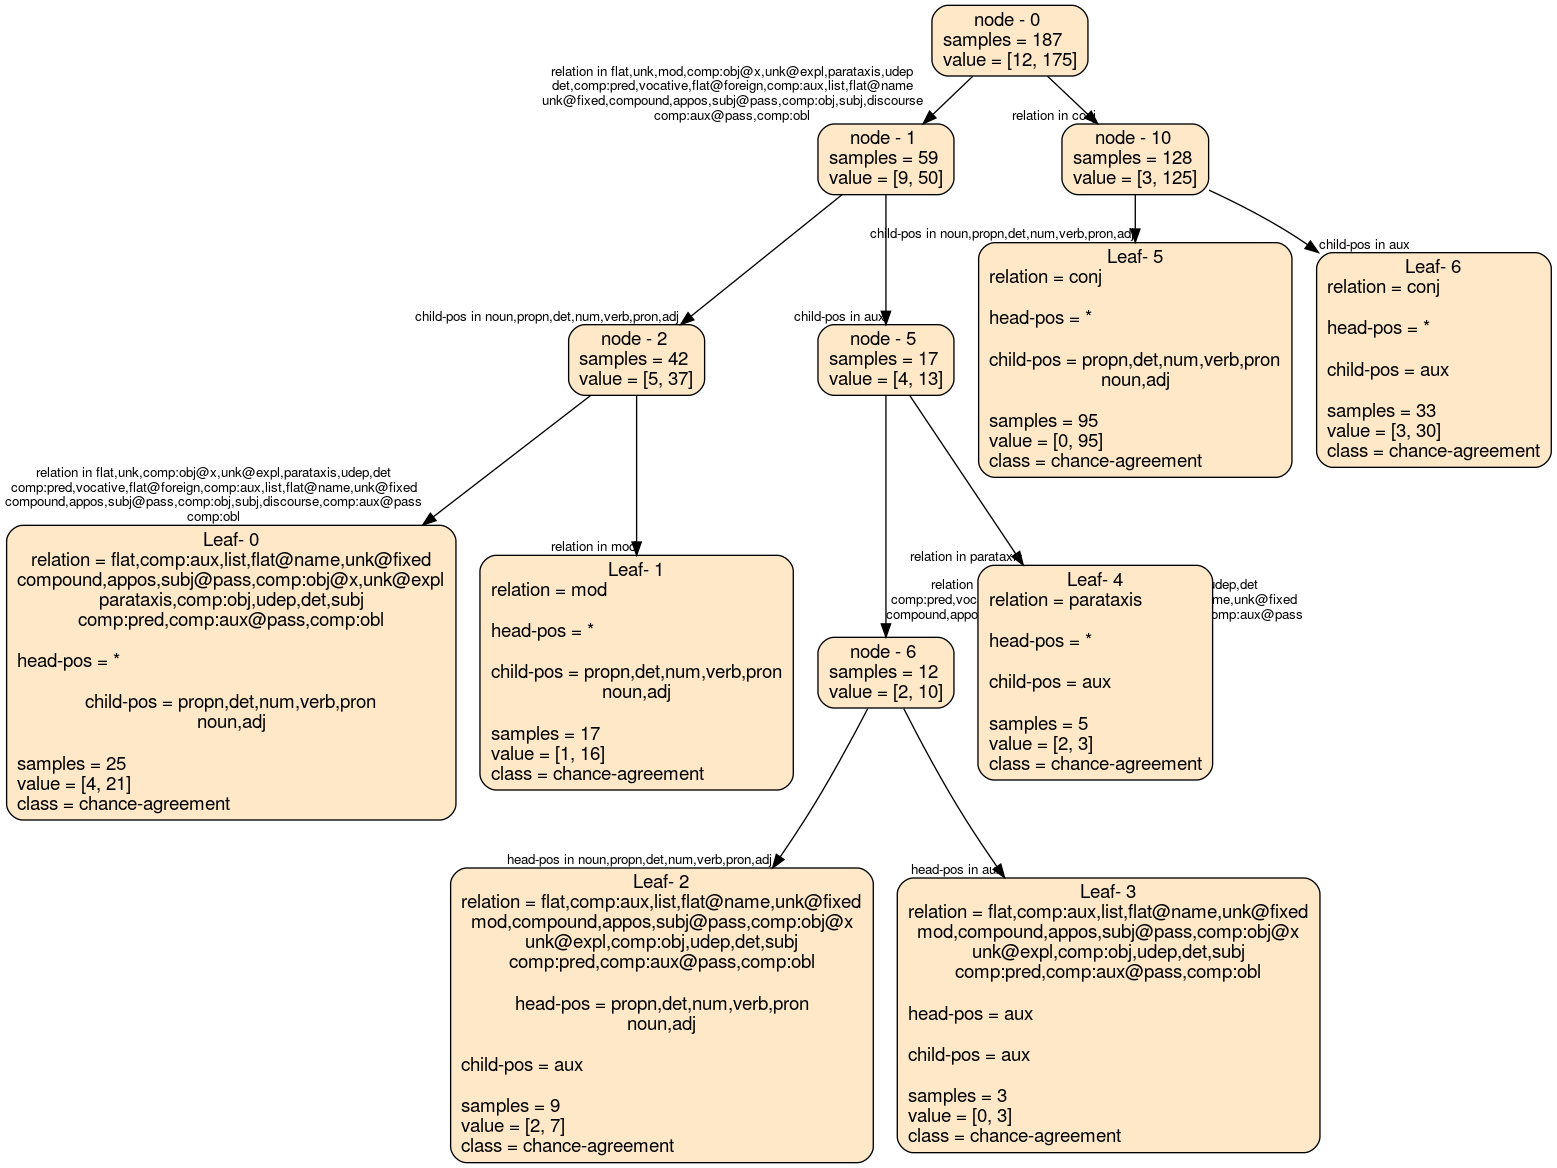 node - 0
samples = 187
value = [12, 175]
relation in flat,unk,mod,comp:obj@x,unk@expl,parataxis,udep
det,comp:pred,vocative,flat@foreign,comp:aux,list,flat@name
unk@fixed,compound,appos,subj@pass,comp:obj,subj,discourse
comp:aux@pass,comp:obl
relation in conj
node - 1
samples = 59
value = [9, 50]
node - 10
samples = 128
value = [3, 125]
child-pos in noun,propn,det,num,verb,pron,adj
child-pos in aux
Leaf- 5
relation = conj
head-pos = *
child-pos = propn,det,num,verb,pron
noun,adj
samples = 95
value = [0, 95]
class = chance-agreement
Leaf- 6
relation = conj
head-pos = *
child-pos = aux
samples = 33
value = [3, 30]
class = chance-agreement
child-pos in noun,propn,det,num,verb,pron,adj
child-pos in aux
node - 2
samples = 42
value = [5, 37]
node - 5
samples = 17
value = [4, 13]
relation in flat,unk,comp:obj@x,unk@expl,parataxis,udep,det
comp:pred,vocative,flat@foreign,comp:aux,list,flat@name,unk@fixed
compound,appos,subj@pass,comp:obj,subj,discourse,comp:aux@pass
comp:obl
relation in mod
relation in parataxis
Leaf- 0
relation = flat,comp:aux,list,flat@name,unk@fixed
compound,appos,subj@pass,comp:obj@x,unk@expl
parataxis,comp:obj,udep,det,subj
comp:pred,comp:aux@pass,comp:obl
head-pos = *
child-pos = propn,det,num,verb,pron
noun,adj
samples = 25
value = [4, 21]
class = chance-agreement
Leaf- 1
relation = mod
head-pos = *
child-pos = propn,det,num,verb,pron
noun,adj
samples = 17
value = [1, 16]
class = chance-agreement
relation udep,det
comp:pred, unk@fixed
comp:aux@pass
Leaf- 4
relation = parataxis
head-pos = *
child-pos = aux
samples = 5
value = [2, 3]
class = chance-agreement
node - 6
samples = 12
value = [2, 10]
head-pos in noun,propn,det,num,verb,pron,adj
head-pos in aux
Leaf- 2
relation = flat,comp:aux,list,flat@name,unk@fixed
mod,compound,appos,subj@pass,comp:obj@x
unk@expl,comp:obj,udep,det,subj
comp:pred,comp:aux@pass,comp:obl
head-pos = propn,det,num,verb,pron
noun,adj
child-pos = aux
samples = 9
value = [2, 7]
class = chance-agreement
Leaf- 3
relation = flat,comp:aux,list,flat@name,unk@fixed
mod,compound,appos,subj@pass,comp:obj@x
unk@expl,comp:obj,udep,det,subj
comp:pred,comp:aux@pass,comp:obl
head-pos = aux
child-pos = aux
samples = 3
value = [0, 3]
class = chance-agreement